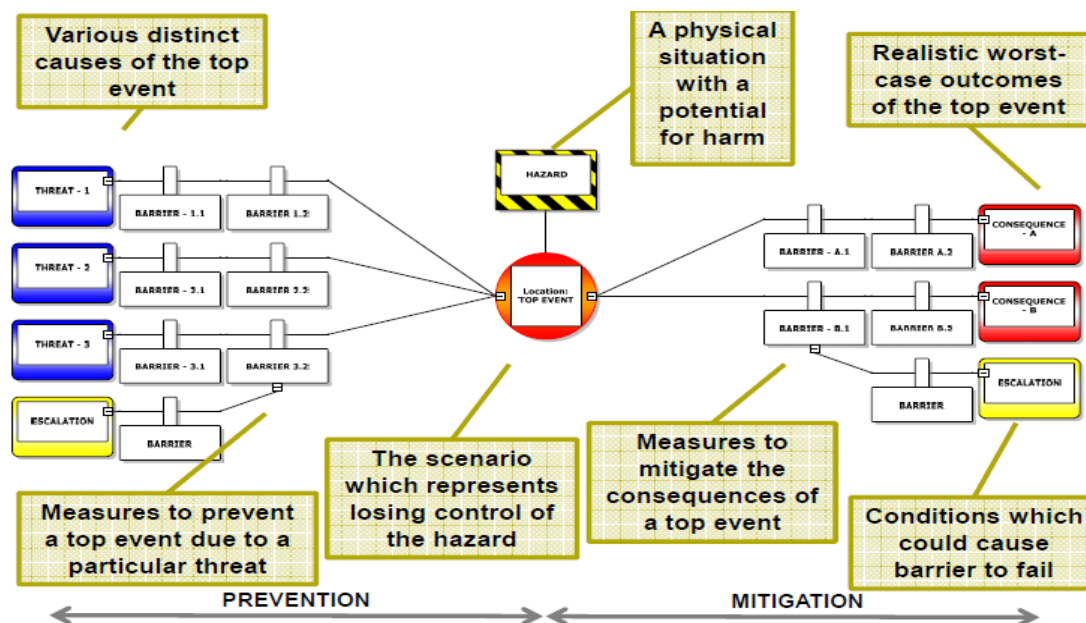 Various distinct
causes of the top
event
A physical
situation with a
potential
for harm
Realistic worst-
case outcomes
of the top event
HAZARD
THREAT - 1
BARRIER - 1.1
BARRIER 1.2
CONSEQUENCE
- A
BARRIER - A.1
BARRIER A.2
THREAT - 2
BARRIER - 2.1
BARRIER 2.2
Location:
TOP EVENT
CONSEQUENCE
- B
BARRIER - B.1
BARRIER B.2
THREAT - 3
BARRIER - 3.1
BARRIER 3.2
ESCALATION
BARRIER
ESCALATION
BARRIER
Measures to prevent
a top event due to a
particular threat
The scenario
which represents
losing control of
the hazard
Measures to
mitigate the
consequences of
a top event
Conditions which
could cause
barrier to fail
PREVENTION
MITIGATION